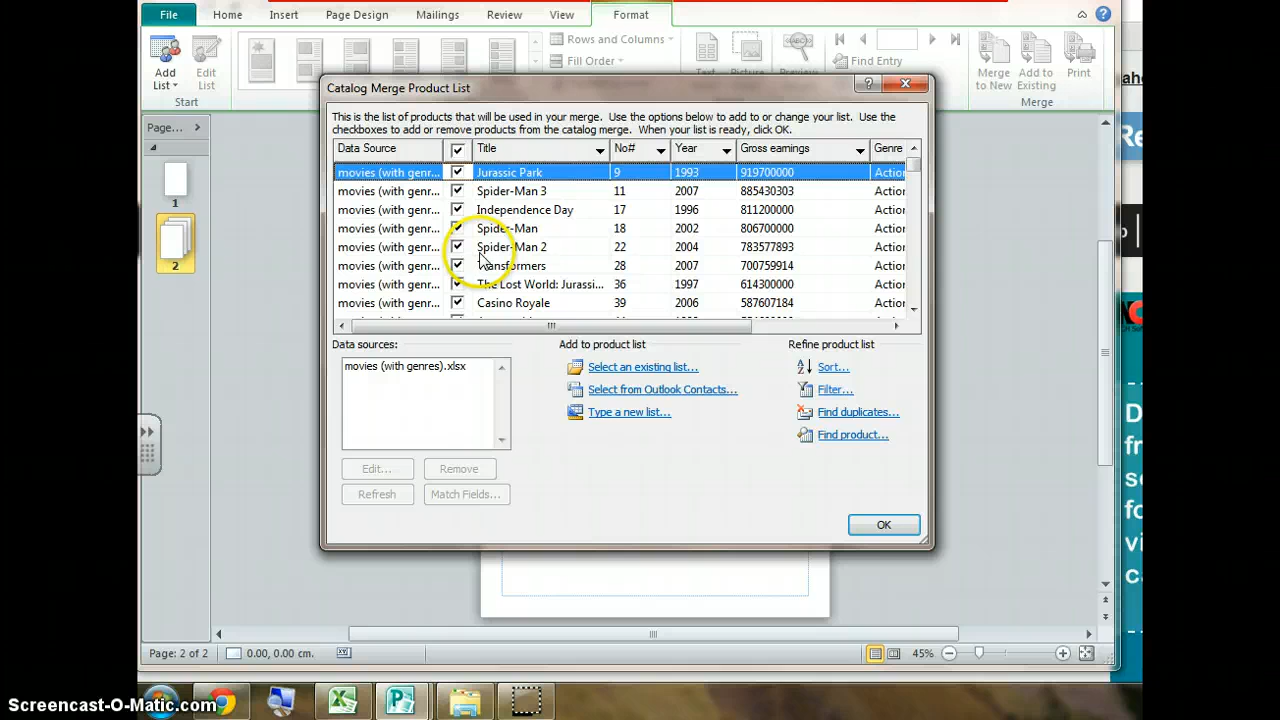 File Home Insert Page Design Mailings Review View Format
Rows and Columns
Fill Order
Find Entry
Add List
Edit List
Start
Merge to New
Add to Existing
Print
Merge
Page...
1
2
Catalog Merge Product List
This is the list of products that will be used in your merge. Use the options below to add to or change your list. Use the
checkboxes to add or remove products from the catalog merge. When your list is ready, click OK.
Data Source Title No# Year Gross earnings Genre
movies (with genr... Jurassic Park 9 1993 919700000 Action
movies (with genr... Spider-Man 3 11 2007 885430303 Action
movies (with genr... Independence Day 17 1996 811200000 Action
movies (with genr... Spider-Man 18 2002 806700000 Action
movies (with genr... Spider-Man 2 22 2004 783577893 Action
movies (with genr... Transformers 28 2007 700759914 Action
movies (with genr... The Lost World: Jurassi... 36 1997 614300000 Action
movies (with genr... Casino Royale 39 2006 587607184 Action
Data sources:
movies (with genres).xlsx
Add to product list
Select an existing list...
Select from Outlook Contacts...
Type a new list...
Refine product list
Sort...
Filter...
Find duplicates...
Find product...
Edit... Remove
Refresh Match Fields...
OK
Page: 2 of 2 0.00, 0.00 cm. 45%
Screencast-O-Matic.com